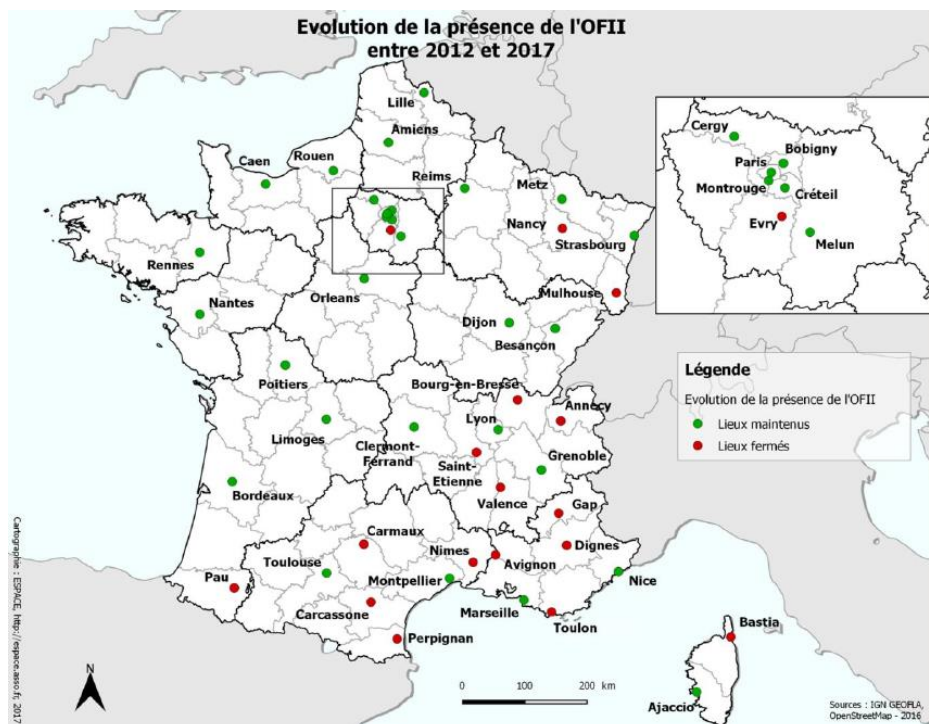 Evolution de la présence de l'OFII
entre 2012 et 2017
Lille
Amiens
Rouen
Caen
Reims
Metz
Nancy
Strasbourg
Rennes
Orleans
Mulhouse
Nantes
Dijon
Besançon
Poitiers
Bourg-en-Bresse
Annecy
Limoges
Lyon
Clermont-
Ferrand
Saint-
Etienne
Grenoble
Bordeaux
Valence
Gap
Carmaux
Dignes
Nimes
Avignon
Toulouse
Pau
Montpellier
Nice
Carcassone
Marseille
Toulon
Perpignan
Bastia
Ajaccio
Cergy
Bobigny
Paris
Montrouge
Créteil
Evry
Melun
Légende
Evolution de la présence de l'OFII
Lieux maintenus
Lieux fermés
N
0 100 200 km
Cartographie : ESPACE, http://espace.asso.fr, 2017
Sources : IGN GEOFLA,
OpenStreetMap - 2016